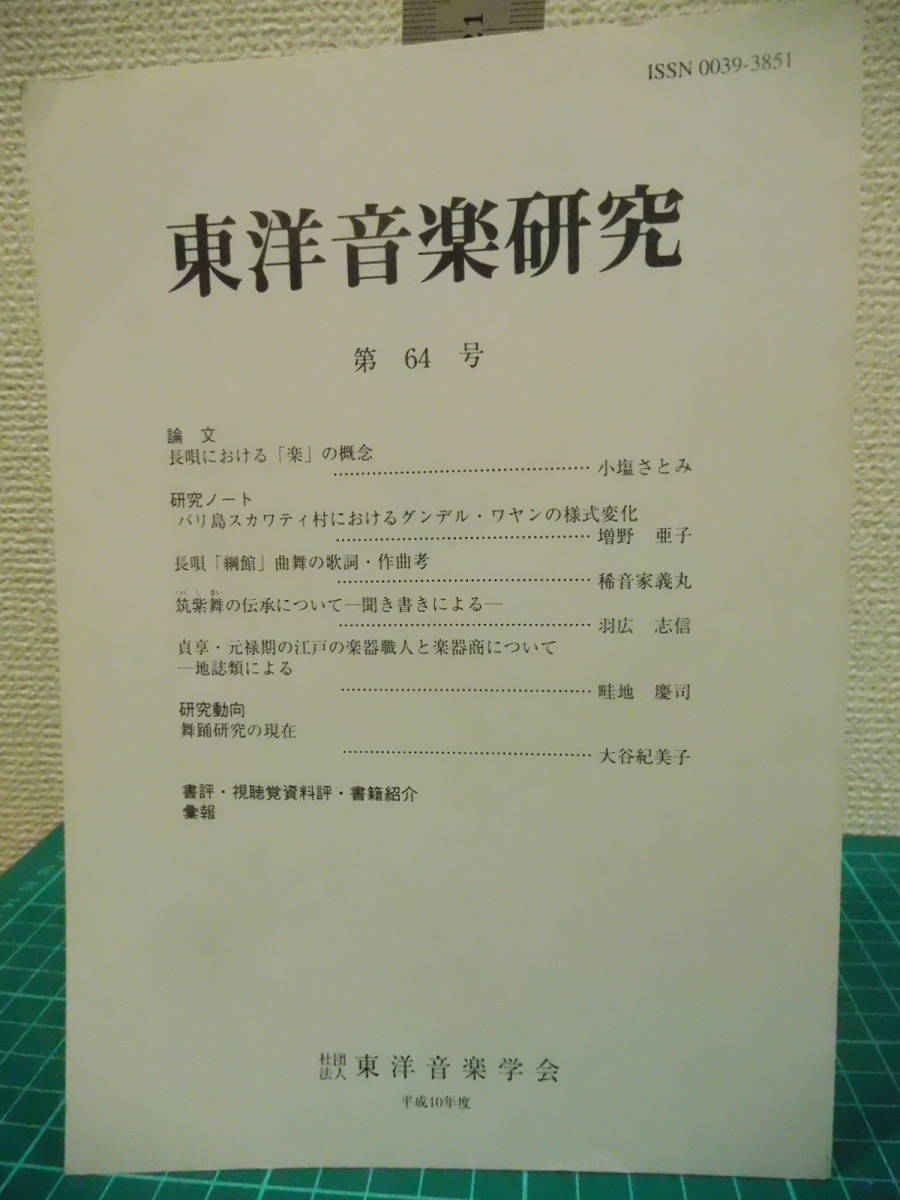 21
ISSN 0039-3851
東洋音楽研究
第 64 号
論 文
長唄における「楽」の概念
小塩さとみ
研究ノート
バリ島スカワティ村におけるグンデル・ワヤンの様式変化
増野 亜子
長唄「綱館」曲舞の歌詞・作曲考
稀音家義丸
筑紫舞の伝承について―聞き書きによる―
羽広 志信
貞享・元禄期の江戸の楽器職人と楽器商について
―地誌類による
畦地 慶司
研究動向
舞踊研究の現在
大谷紀美子
書評・視聴覚資料評・書籍紹介
彙報
社団法人 東洋音楽学会
平成10年度